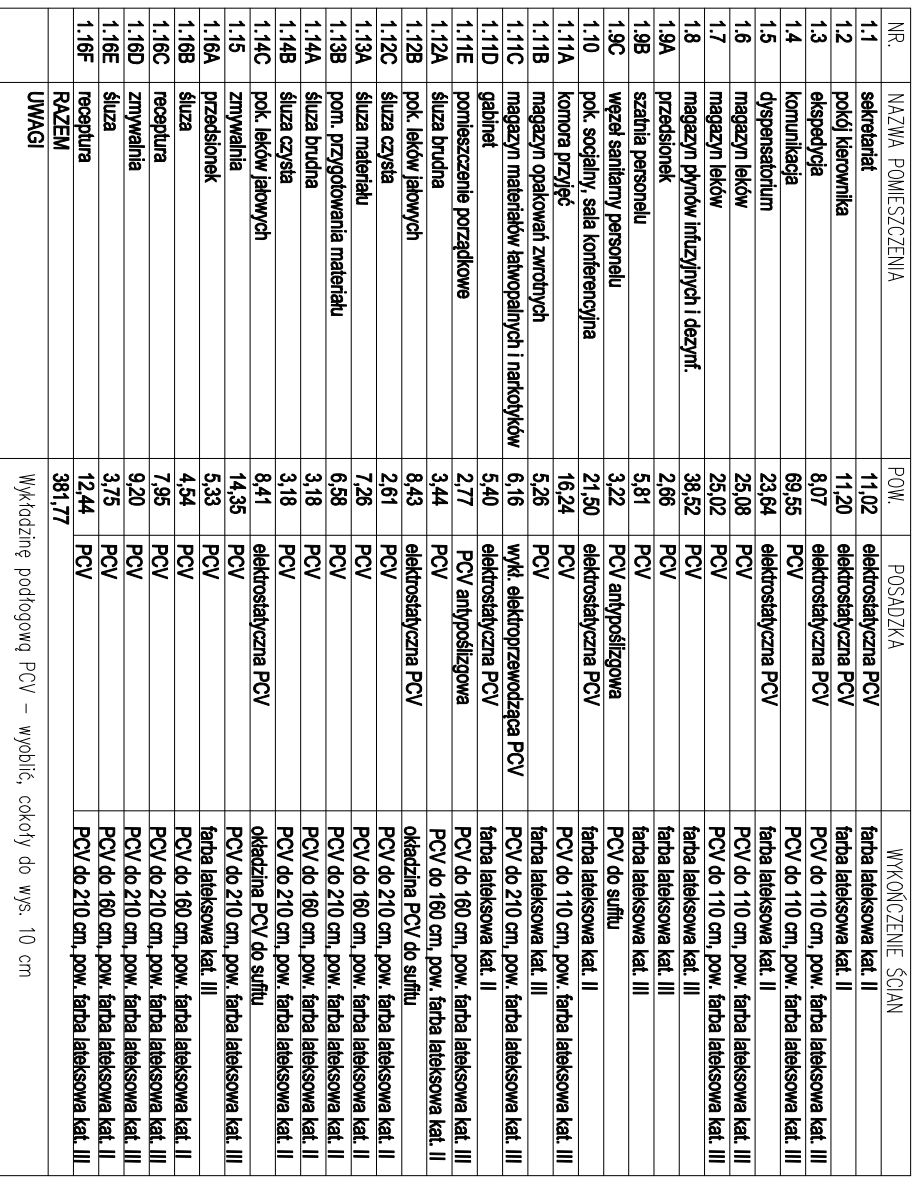 NR. NAZWA POMIESZCZENIA POW. POSADZKA WYKOŃCZENIE ŚCIAN
1.1 sekretariat 11,02 elektrostatyczna PCV farba lateksowa kat. II
1.2 pokój kierownika 11,20 elektrostatyczna PCV farba lateksowa kat. II
1.3 ekspedycja 8,07 elektrostatyczna PCV PCV do 110 cm, pow. farba lateksowa kat. II
1.4 komunikacja 69,55 PCV PCV do 160 cm, pow. farba lateksowa kat. III
1.5 dyspensatorium 23,64 elektrostatyczna PCV farba lateksowa kat. II
1.6 magazyn leków 25,08 PCV PCV do 110 cm, pow. farba lateksowa kat. III
1.7 magazyn leków 25,02 PCV PCV do 110 cm, pow. farba lateksowa kat. III
1.8 magazyn płynów infuzyjnych i dezynf. 38,52 PCV farba lateksowa kat. III
1.9A przedsionek 2,66 PCV farba lateksowa kat. III
1.9B szatnia personelu 5,81 PCV farba lateksowa kat. III
1.9C węzeł sanitarny personelu 3,22 PCV antypoślizgowa PCV do sufitu
1.10 pok. socjalny, sala konferencyjna 21,50 elektrostatyczna PCV farba lateksowa kat. II
1.11A komora przyjęć 16,24 PCV PCV do 110 cm, pow. farba lateksowa kat. III
1.11B magazyn opakowań zwrotnych 5,26 PCV farba lateksowa kat. III
1.11C magazyn materiałów łatwopalnych i narkotyków 6,16 wykł. elektroprzewodząca PCV PCV do 210 cm, pow. farba lateksowa kat. III
1.11D gabinet 5,40 elektrostatyczna PCV farba lateksowa kat. II
1.11E pomieszczenie porządkowe 2,77 PCV antypoślizgowa PCV do 160 cm, pow. farba lateksowa kat. III
1.12A śluza brudna 3,44 PCV PCV do 160 cm, pow. farba lateksowa kat. II
1.12B pok. leków jałowych 8,43 elektrostatyczna PCV okładzina PCV do sufitu
1.12C śluza czysta 2,61 PCV PCV do 210 cm, pow. farba lateksowa kat. II
1.13A śluza materiału 7,26 PCV PCV do 160 cm, pow. farba lateksowa kat. II
1.13B pom. przygotowania materiału 6,58 PCV PCV do 210 cm, pow. farba lateksowa kat. II
1.14A śluza brudna 3,18 PCV PCV do 160 cm, pow. farba lateksowa kat. II
1.14B śluza czysta 3,18 PCV PCV do 210 cm, pow. farba lateksowa kat. II
1.14C pok. leków jałowych 8,41 elektrostatyczna PCV okładzina PCV do sufitu
1.15 zmywalnia 14,35 PCV PCV do 210 cm, pow. farba lateksowa kat. III
1.16A przedsionek 5,33 PCV farba lateksowa kat. III
1.16B śluza 4,54 PCV PCV do 160 cm, pow. farba lateksowa kat. II
1.16C receptura 7,95 PCV PCV do 210 cm, pow. farba lateksowa kat. III
1.16D zmywalnia 9,20 PCV PCV do 210 cm, pow. farba lateksowa kat. III
1.16E śluza 3,75 PCV PCV do 160 cm, pow. farba lateksowa kat. II
1.16F receptura 12,44 PCV PCV do 210 cm, pow. farba lateksowa kat. III
RAZEM 381,77
UWAGI Wykładzinę podłogową PCV – wyoblić, cokoły do wys. 10 cm